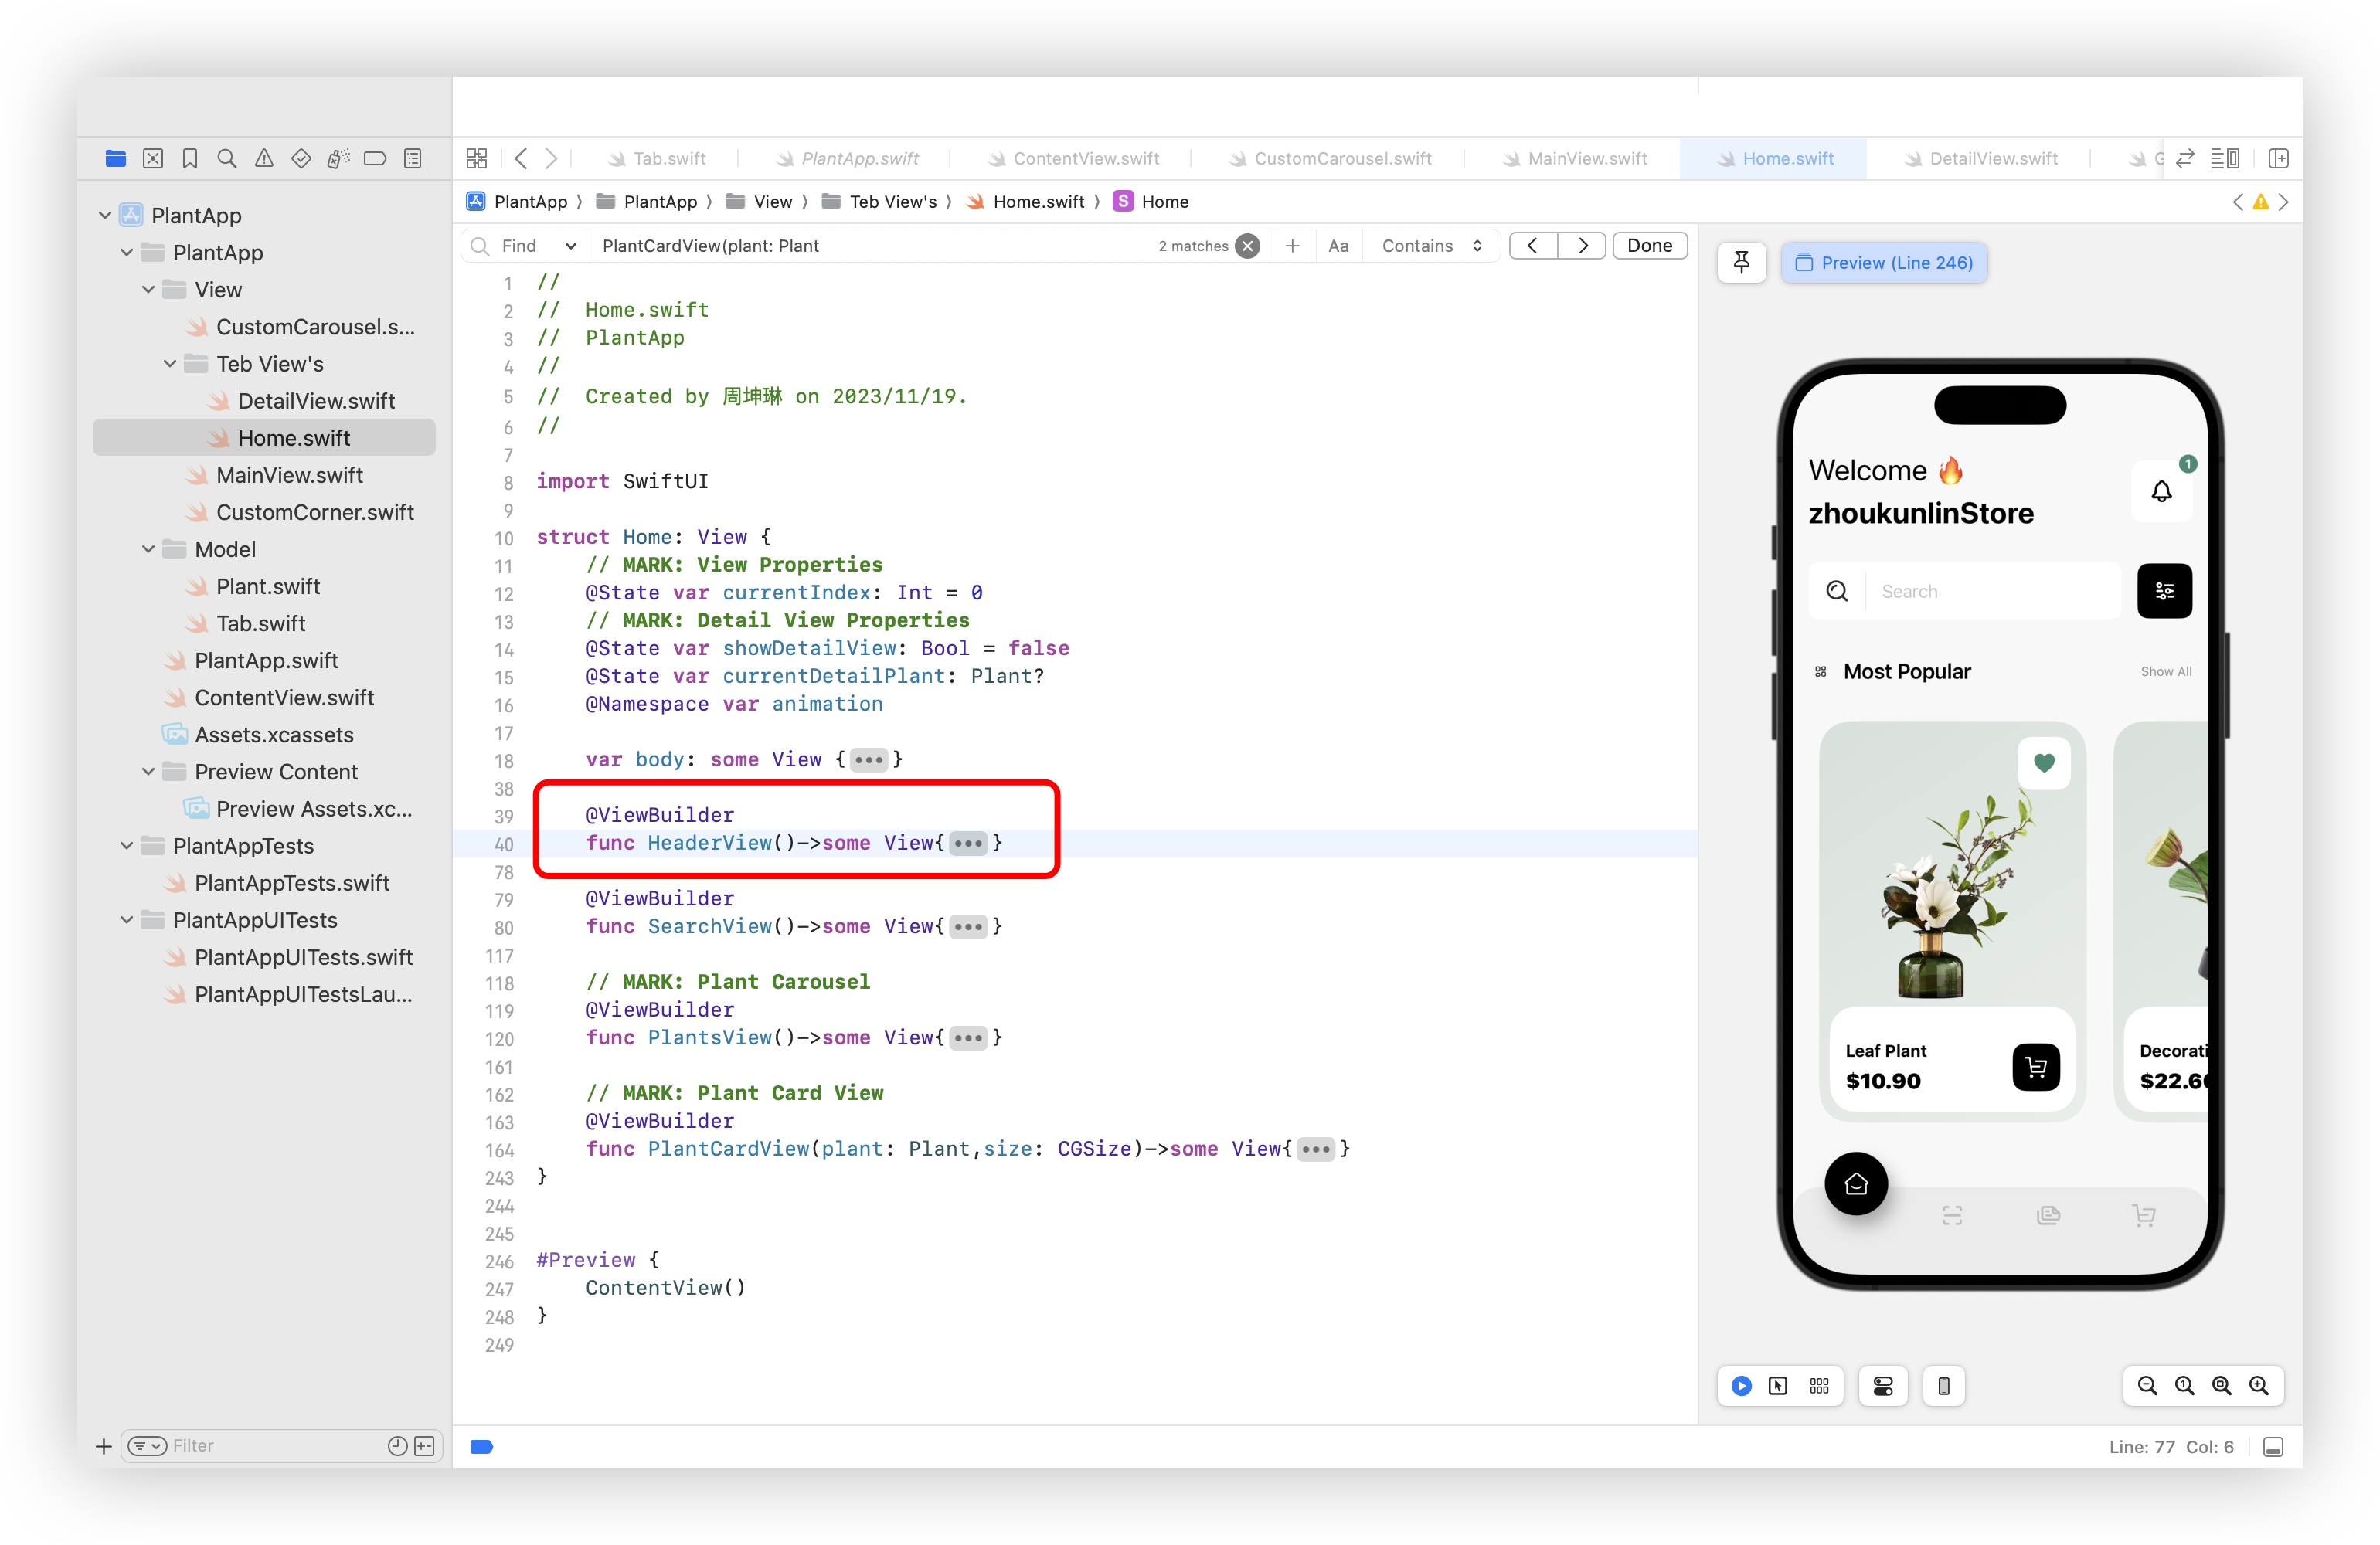 Tab.swift
PlantApp.swift
ContentView.swift
CustomCarousel.swift
MainView.swift
Home.swift
DetailView.swift
PlantApp
PlantApp
View
CustomCarousel.s...
Teb View's
DetailView.swift
Home.swift
MainView.swift
CustomCorner.swift
Model
Plant.swift
Tab.swift
PlantApp.swift
ContentView.swift
Assets.xcassets
Preview Content
Preview Assets.xc...
PlantAppTests
PlantAppTests.swift
PlantAppUITests
PlantAppUITests.swift
PlantAppUITestsLau...
Filter
PlantApp 〉 PlantApp 〉 View 〉 Teb View's 〉 Home.swift 〉 S Home
Find PlantCardView(plant: Plant 2 matches Aa Contains Done
1 //
2 //  Home.swift
3 //  PlantApp
4 //
5 //  Created by 周坤琳 on 2023/11/19.
6 //
7
8 import SwiftUI
9
10 struct Home: View {
11 // MARK: View Properties
12 @State var currentIndex: Int = 0
13 // MARK: Detail View Properties
14 @State var showDetailView: Bool = false
15 @State var currentDetailPlant: Plant?
16 @Namespace var animation
17
18 var body: some View {•••}
38
39 @ViewBuilder
40 func HeaderView()->some View{•••}
78
79 @ViewBuilder
80 func SearchView()->some View{•••}
117
118 // MARK: Plant Carousel
119 @ViewBuilder
120 func PlantsView()->some View{•••}
161
162 // MARK: Plant Card View
163 @ViewBuilder
164 func PlantCardView(plant: Plant,size: CGSize)->some View{•••}
243 }
244
245
246 #Preview {
247 ContentView()
248 }
249
Preview (Line 246)
Welcome 🔥
1
zhoukunlinStore
Search
Most Popular
Show All
Leaf Plant
$10.90
Decorati
$22.60
Line: 77 Col: 6